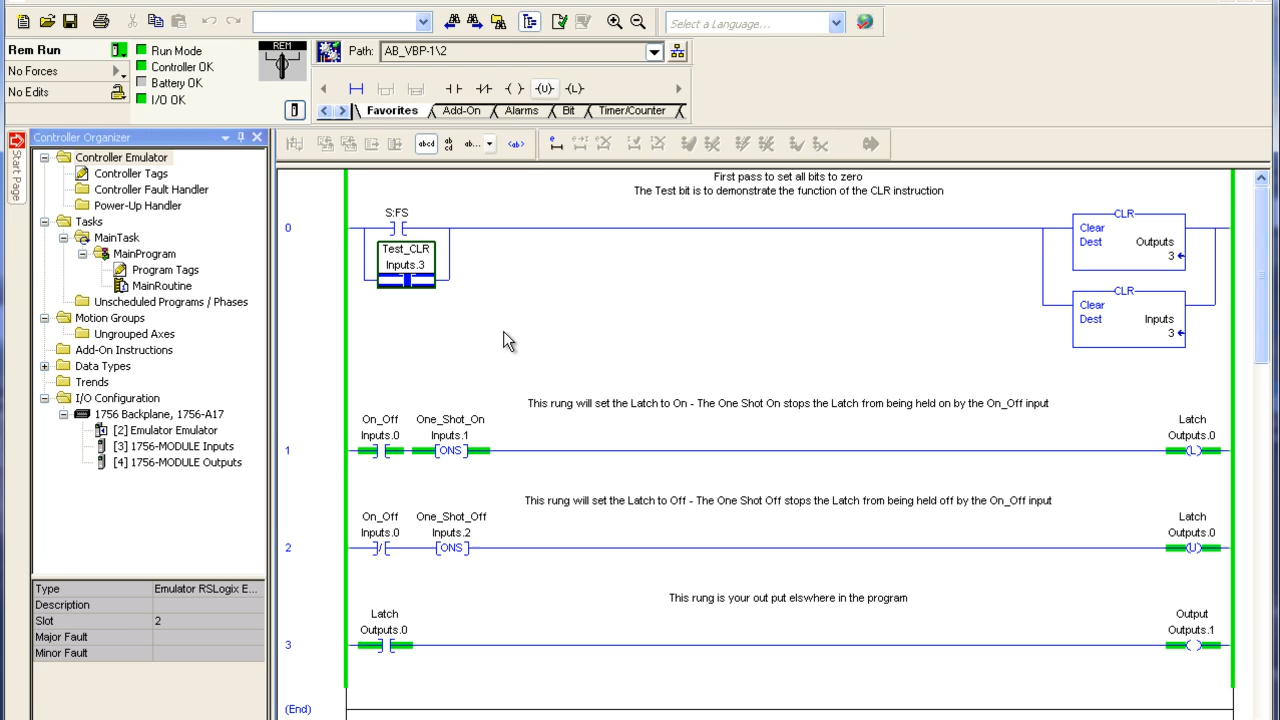 Select a Language...
Rem Run
Run Mode
REM
Path: AB_VBP-1\2
No Forces
Controller OK
Battery OK
No Edits
I/O OK
Favorites Add-On Alarms Bit Timer/Counter
Start Page
Controller Organizer
Controller Emulator
Controller Tags
Controller Fault Handler
Power-Up Handler
Tasks
MainTask
MainProgram
Program Tags
MainRoutine
Unscheduled Programs / Phases
Motion Groups
Ungrouped Axes
Add-On Instructions
Data Types
Trends
I/O Configuration
1756 Backplane, 1756-A17
[2] Emulator Emulator
[3] 1756-MODULE Inputs
[4] 1756-MODULE Outputs
Type Emulator RSLogix E...
Description
Slot 2
Major Fault
Minor Fault
abcd ab cd ab... <ab>
First pass to set all bits to zero
The Test bit is to demonstrate the function of the CLR instruction
0
S:FS
Test_CLR
Inputs.3
CLR
Clear
Dest Outputs
3
CLR
Clear
Dest Inputs
3
This rung will set the Latch to On - The One Shot On stops the Latch from being held on by the On_Off input
1
On_Off
Inputs.0
One_Shot_On
Inputs.1
ONS
Latch
Outputs.0
L
This rung will set the Latch to Off - The One Shot Off stops the Latch from being held off by the On_Off input
2
On_Off
Inputs.0
One_Shot_Off
Inputs.2
ONS
Latch
Outputs.0
U
This rung is your out put elswhere in the program
3
Latch
Outputs.0
Output
Outputs.1
(End)